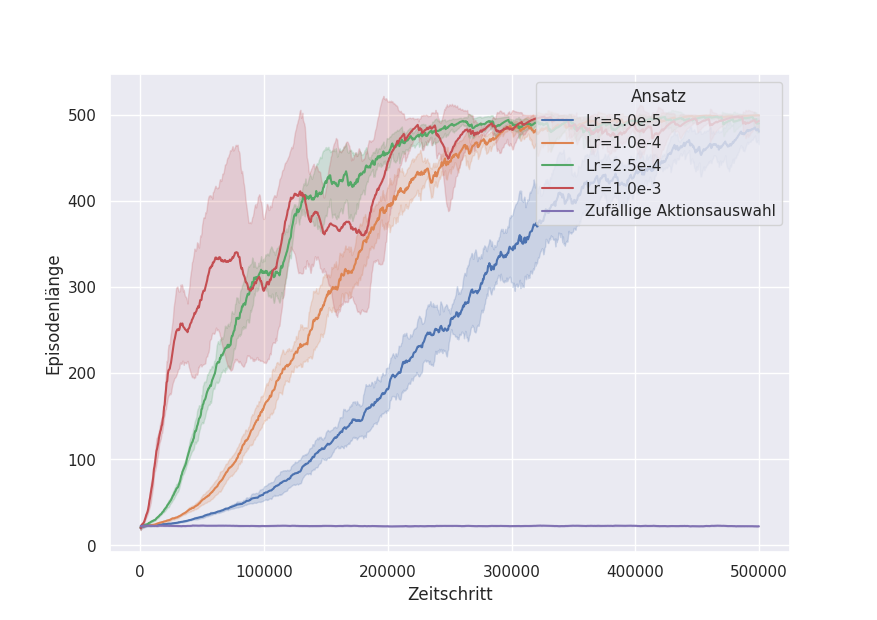 Ansatz
Lr=5.0e-5
Lr=1.0e-4
Lr=2.5e-4
Lr=1.0e-3
Zufällige Aktionsauswahl
Episodenlänge
500
400
300
200
100
0
0 100000 200000 300000 400000 500000
Zeitschritt